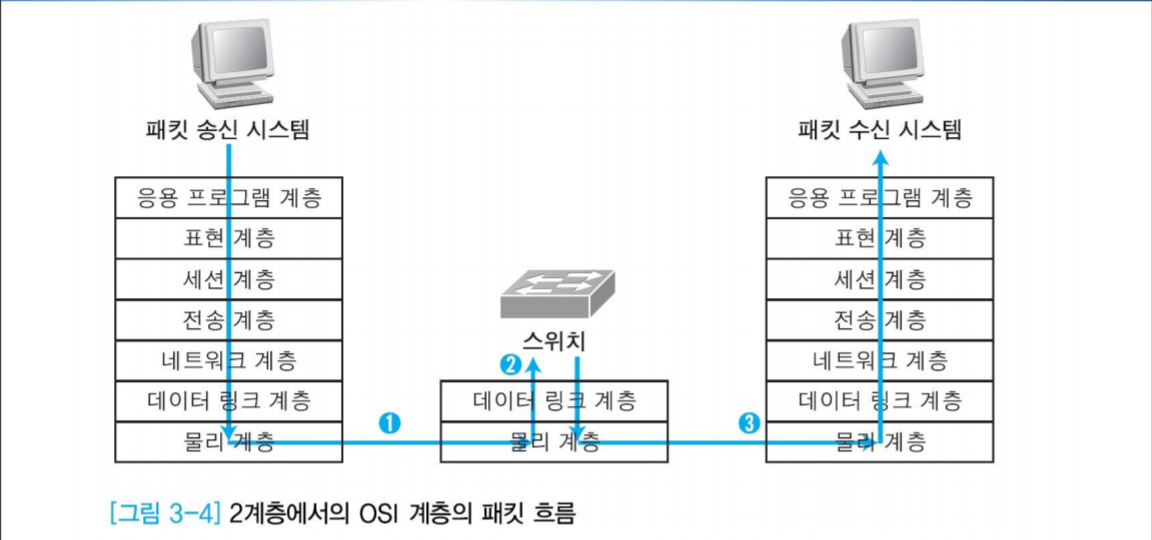 패킷 송신 시스템
패킷 수신 시스템
응용 프로그램 계층
표현 계층
세션 계층
전송 계층
네트워크 계층
데이터 링크 계층
물리 계층
스위치
데이터 링크 계층
물리 계층
응용 프로그램 계층
표현 계층
세션 계층
전송 계층
네트워크 계층
데이터 링크 계층
물리 계층
❶
❷
❸
[그림 3-4] 2계층에서의 OSI 계층의 패킷 흐름